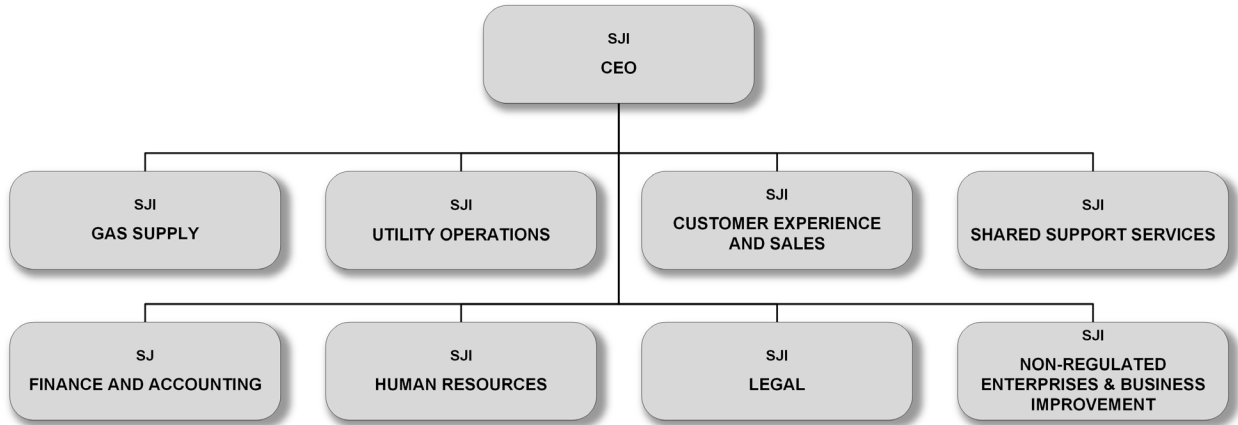 SJI
CEO
SJI
GAS SUPPLY
SJI
UTILITY OPERATIONS
SJI
CUSTOMER EXPERIENCE
AND SALES
SJI
SHARED SUPPORT SERVICES
SJ
FINANCE AND ACCOUNTING
SJI
HUMAN RESOURCES
SJI
LEGAL
SJI
NON-REGULATED
ENTERPRISES & BUSINESS
IMPROVEMENT